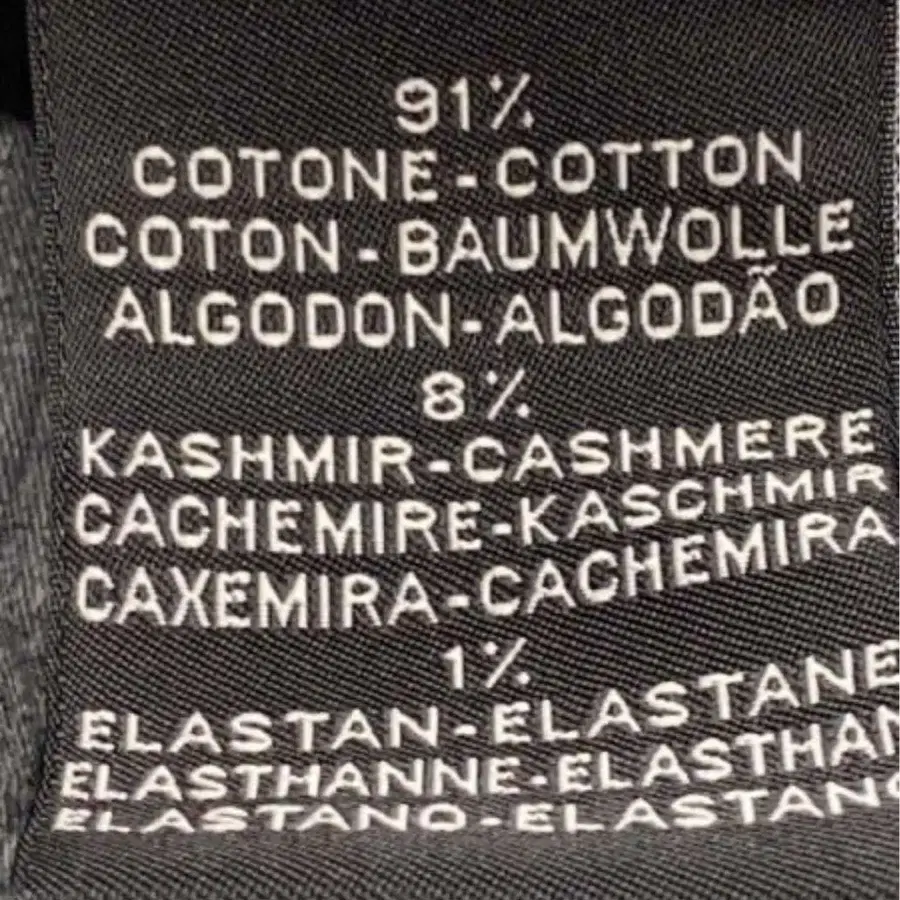 91%
COTONE-COTTON
COTON-BAUMWOLLE
ALGODON-ALGODÃO
8%
KASHMIR-CASHMERE
CACHEMIRE-KASCHMIR
CAXEMIRA-CACHEMIRA
1%
ELASTAN-ELASTANE
ELASTHANNE-ELASTHAN
ELASTANO-ELASTANO